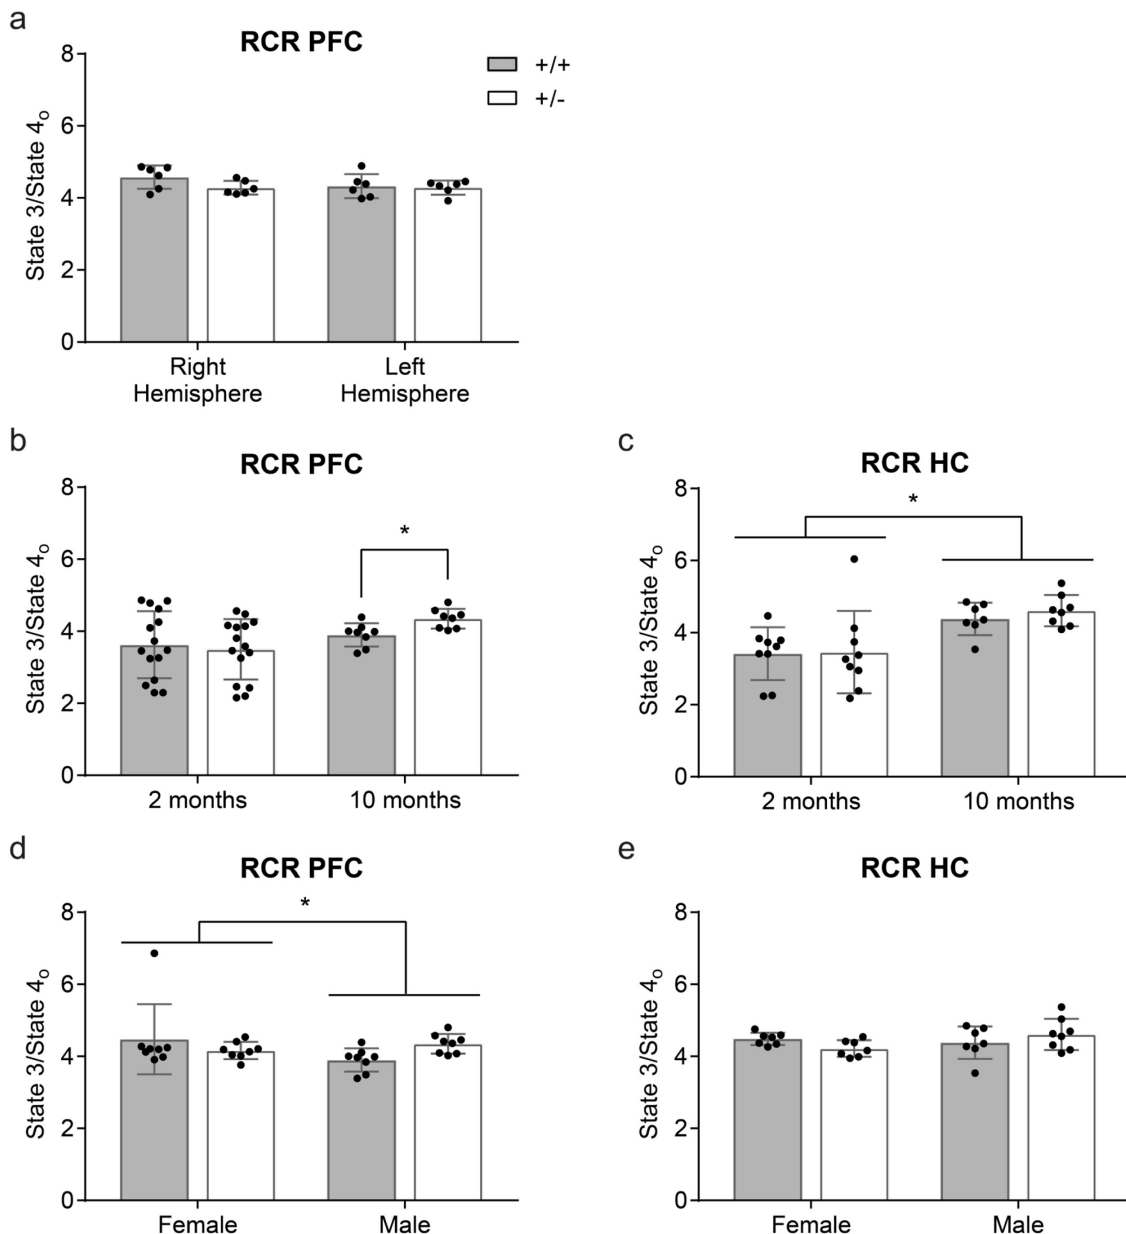 a
RCR PFC
+/+
+/-
State 3/State 4o
8
6
4
2
0
Right
Hemisphere
Left
Hemisphere
b
RCR PFC
State 3/State 4o
8
6
4
2
0
*
2 months
10 months
c
RCR HC
State 3/State 4o
8
6
4
2
0
*
2 months
10 months
d
RCR PFC
State 3/State 4o
8
6
4
2
0
*
Female
Male
e
RCR HC
State 3/State 4o
8
6
4
2
0
Female
Male